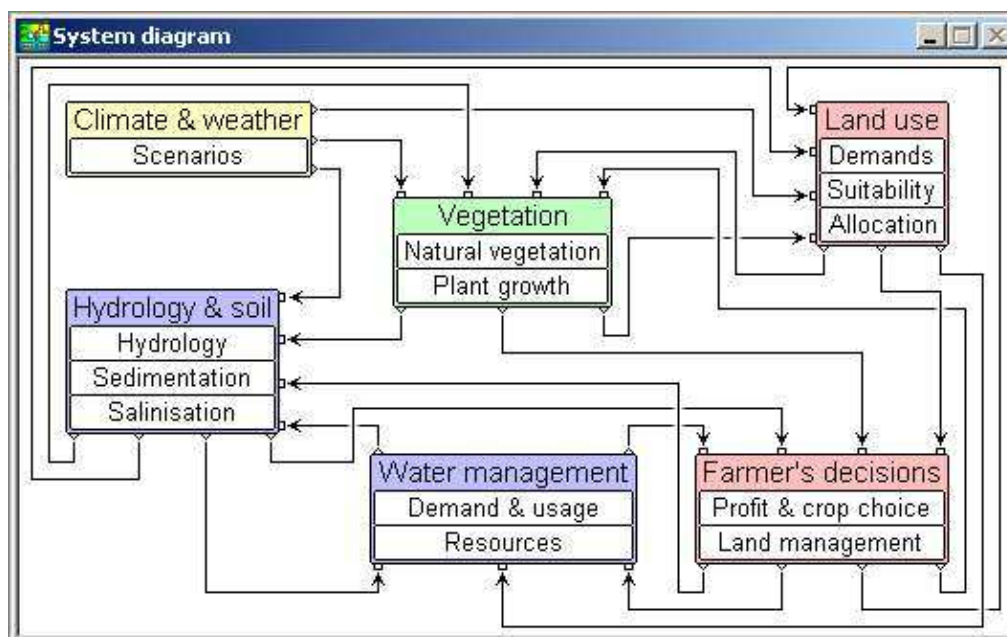 System diagram
Climate & weather
Scenarios
Land use
Demands
Suitability
Allocation
Vegetation
Natural vegetation
Plant growth
Hydrology & soil
Hydrology
Sedimentation
Salinisation
Water management
Demand & usage
Resources
Farmer's decisions
Profit & crop choice
Land management